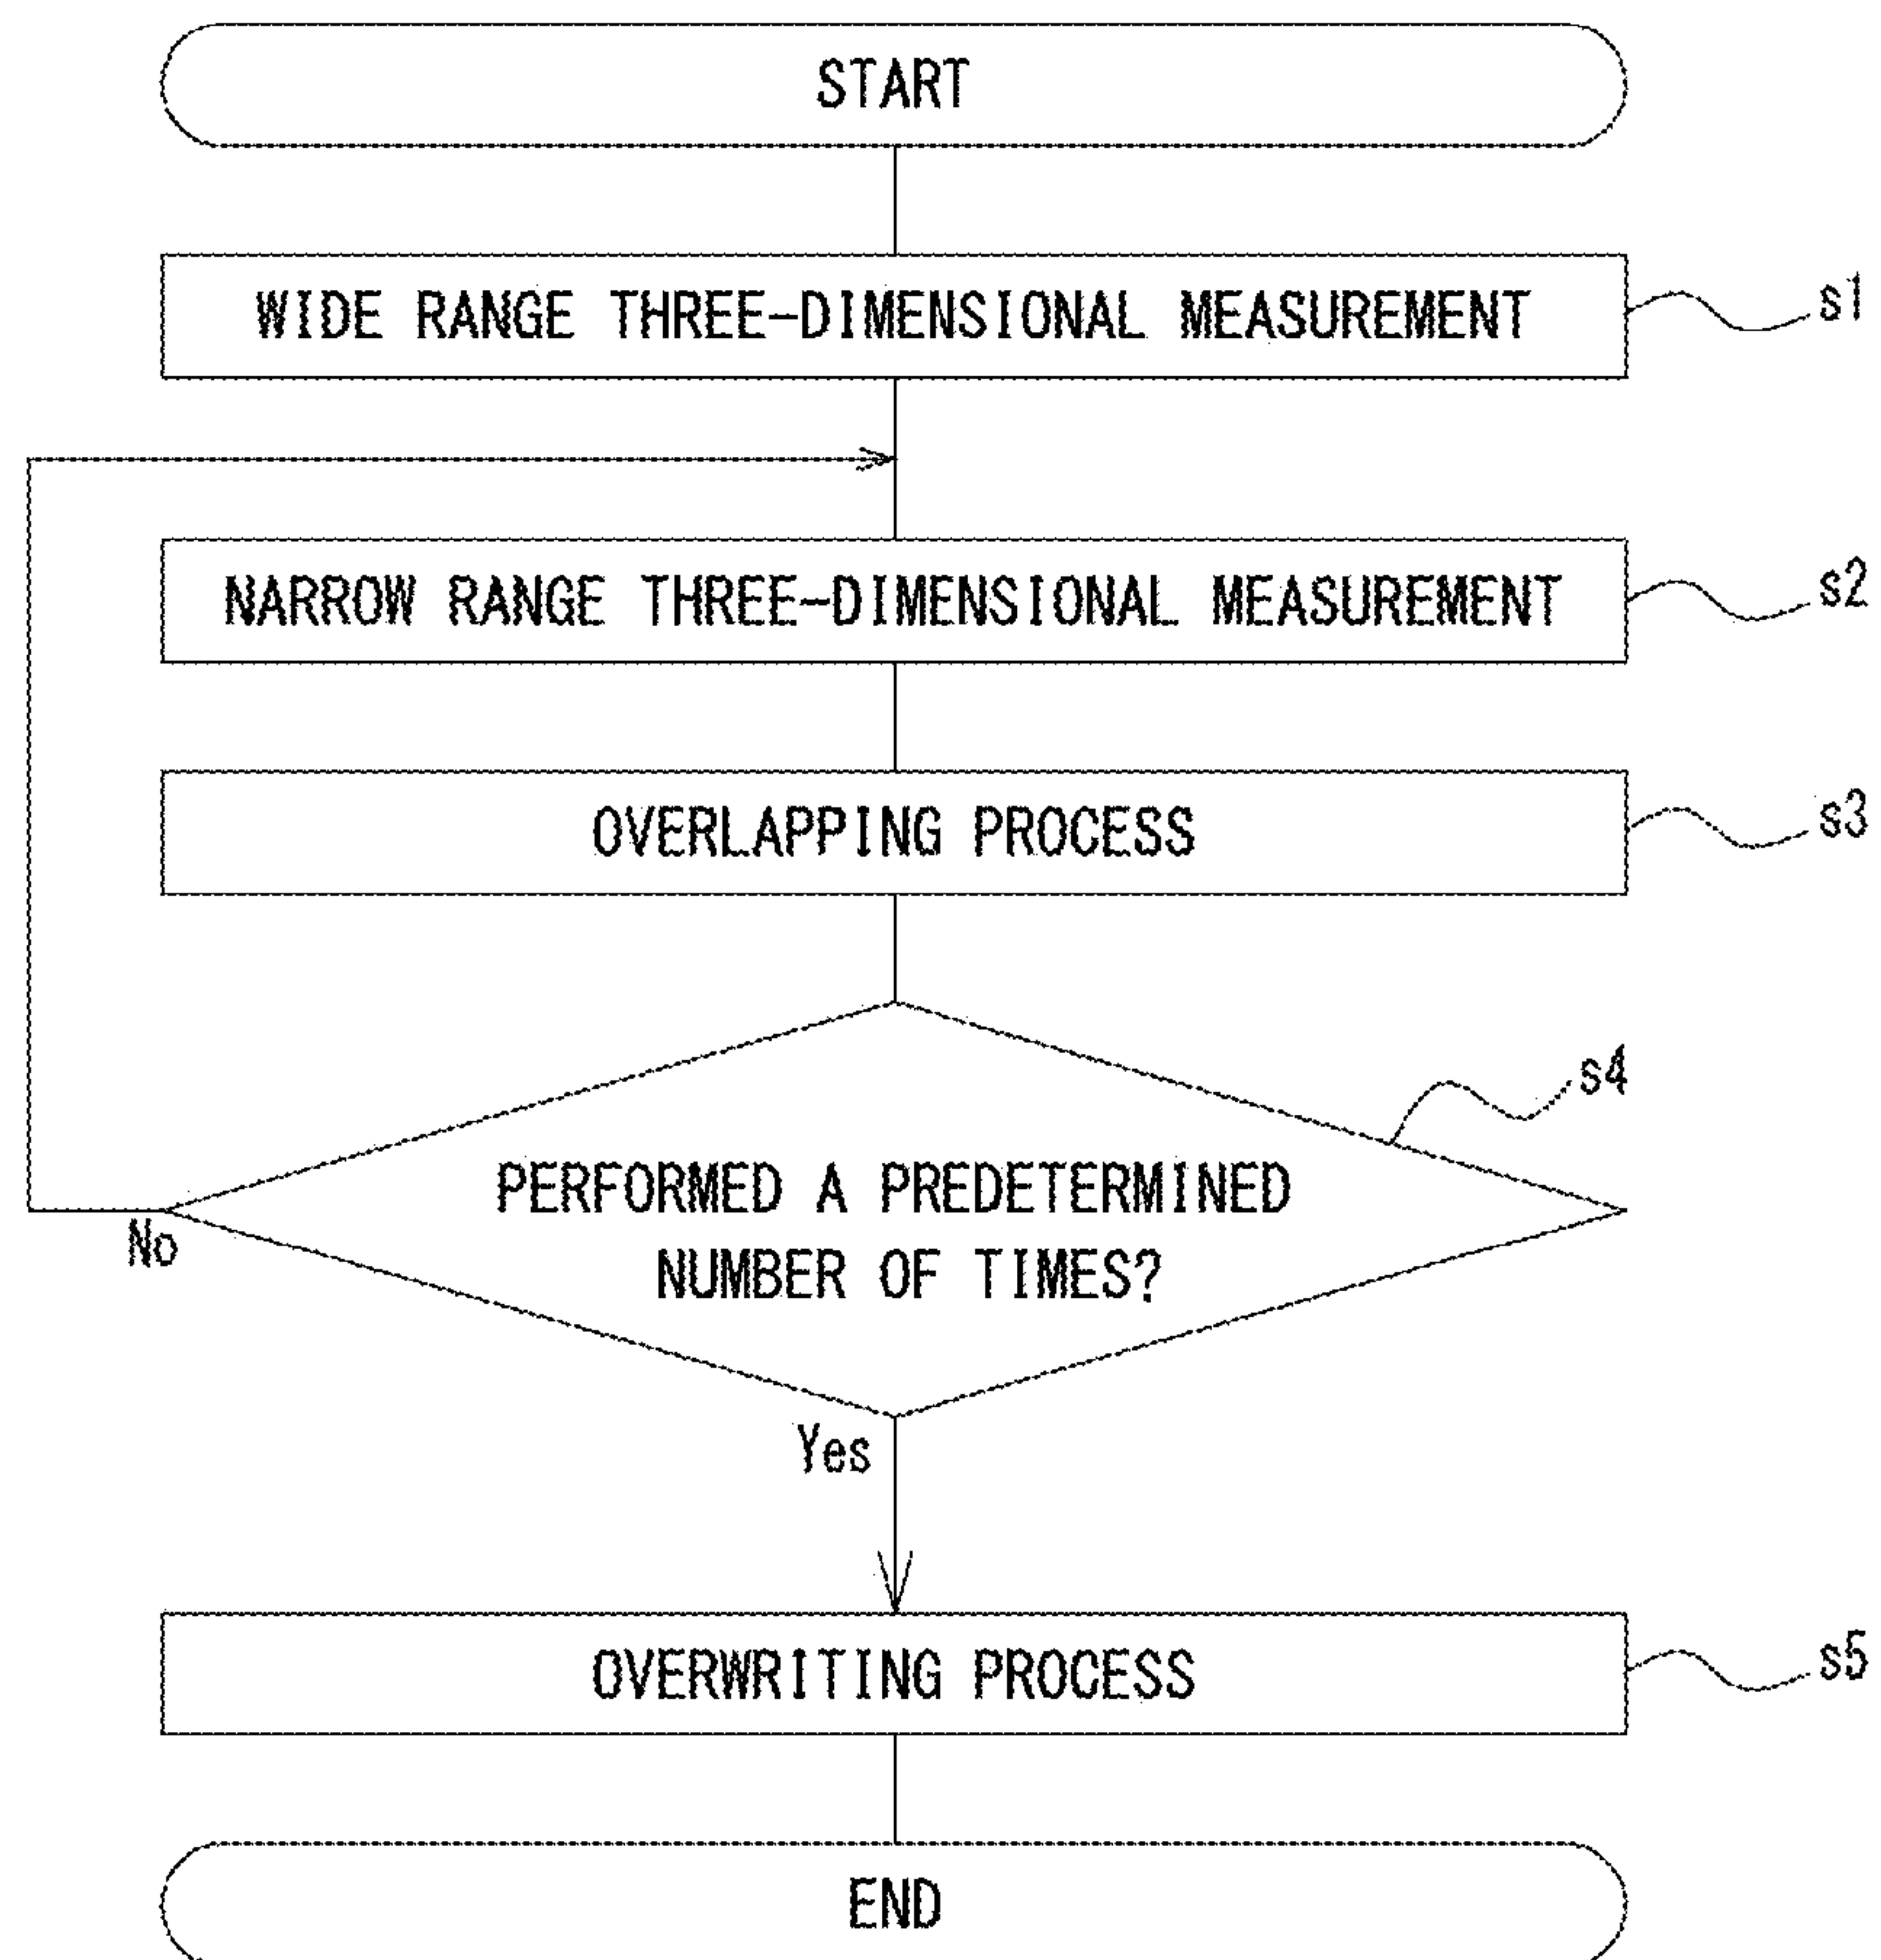 START
WIDE RANGE THREE-DIMENSIONAL MEASUREMENT
s1
NARROW RANGE THREE-DIMENSIONAL MEASUREMENT
s2
OVERLAPPING PROCESS
s3
s4
PERFORMED A PREDETERMINED
NUMBER OF TIMES?
No
Yes
OVERWRITING PROCESS
s5
END